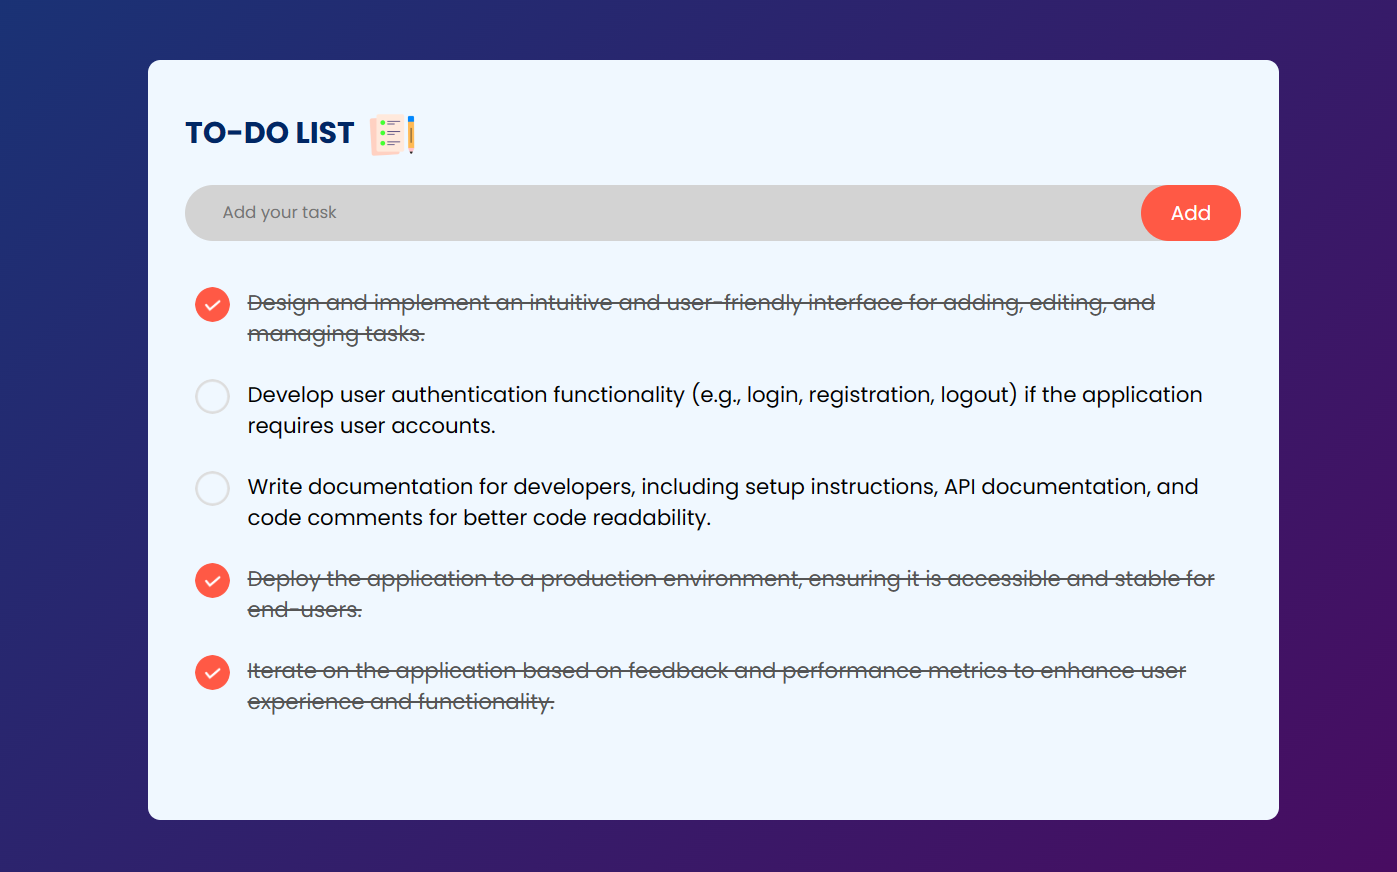 TO-DO LIST
Add your task
Add
Design and implement an intuitive and user-friendly interface for adding, editing, and
managing tasks.
Develop user authentication functionality (e.g., login, registration, logout) if the application
requires user accounts.
Write documentation for developers, including setup instructions, API documentation, and
code comments for better code readability.
Deploy the application to a production environment, ensuring it is accessible and stable for
end-users.
Iterate on the application based on feedback and performance metrics to enhance user
experience and functionality.